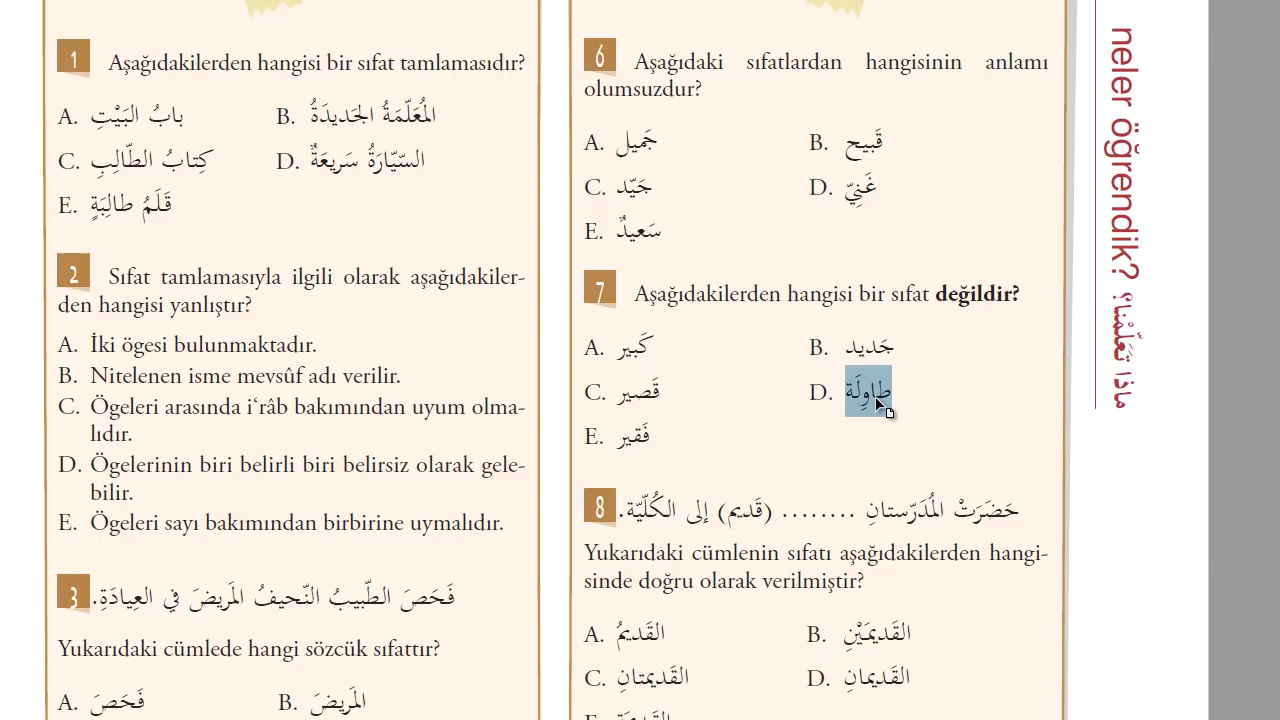 1 Aşağıdakilerden hangisi bir sıfat tamlamasıdır?
A. بابُ البَيْتِ B. المُعَلّمَةُ الجَديدَةُ
C. كِتابُ الطّالِبِ D. السّيّارَةُ سَريعَةٌ
E. قَلَمُ طالِبَةٍ
2 Sıfat tamlamasıyla ilgili olarak aşağıdakiler-
den hangisi yanlıştır?
A. İki ögesi bulunmaktadır.
B. Nitelenen isme mevsûf adı verilir.
C. Ögeleri arasında i‘râb bakımından uyum olma-
lıdır.
D. Ögelerinin biri belirli biri belirsiz olarak gele-
bilir.
E. Ögeleri sayı bakımından birbirine uymalıdır.
3 فَحَصَ الطّبيبُ النّحيفُ المَريضَ في العِيادَةِ.
Yukarıdaki cümlede hangi sözcük sıfattır?
A. فَحَصَ B. المَريضَ
6 Aşağıdaki sıfatlardan hangisinin anlamı
olumsuzdur?
A. جَميل B. قَبيح
C. جَيّد D. غَنِيّ
E. سَعيدٌ
7 Aşağıdakilerden hangisi bir sıfat değildir?
A. كَبير B. جَديد
C. قَصير D. طاوِلَة
E. فَقير
8 حَضَرَتْ المُدَرّستانِ ........ (قَديم) إلى الكُلّيّة.
Yukarıdaki cümlenin sıfatı aşağıdakilerden hangi-
sinde doğru olarak verilmiştir?
A. القَديمُ B. القَديمَيْنِ
C. القَديمتانِ D. القَديمانِ
neler öğrendik? ماذا تَعَلّمْنا؟